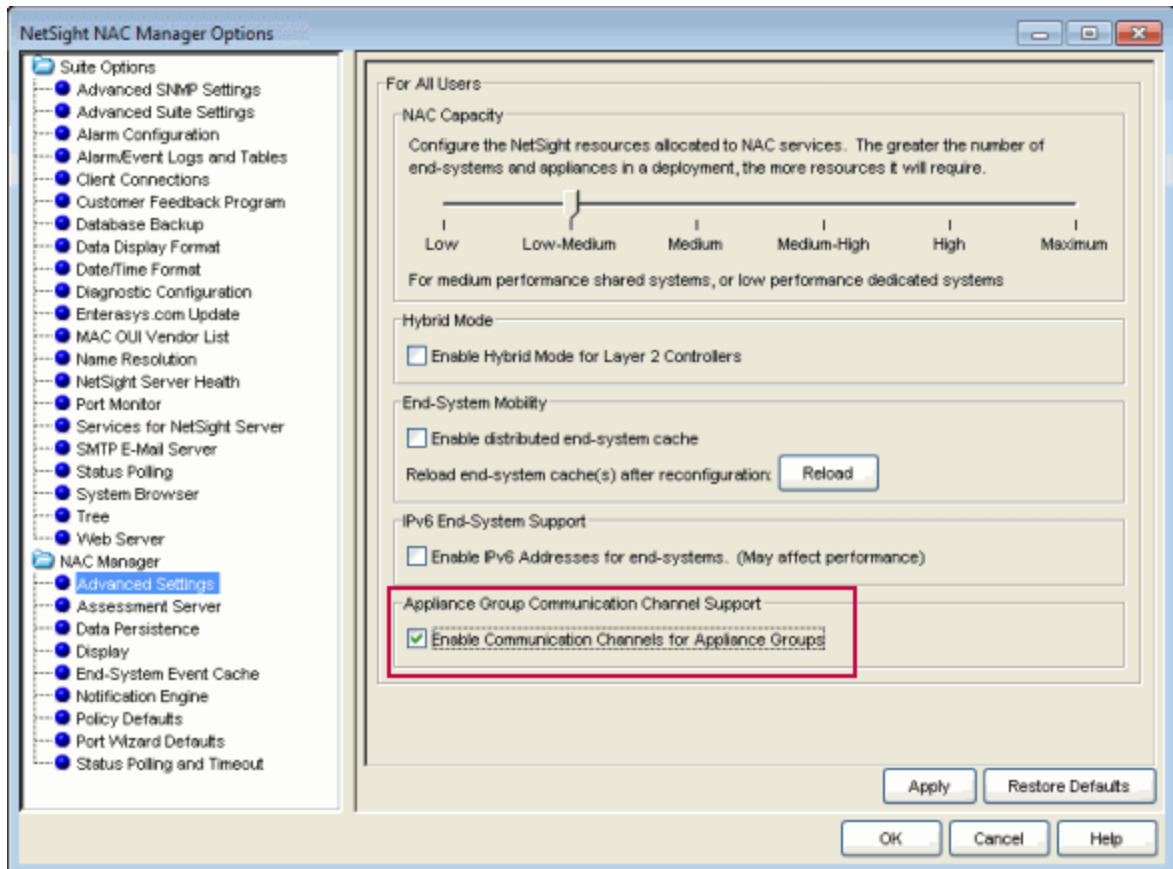 NetSight NAC Manager Options
Suite Options
Advanced SNMP Settings
Advanced Suite Settings
Alarm Configuration
Alarm/Event Logs and Tables
Client Connections
Customer Feedback Program
Database Backup
Data Display Format
Date/Time Format
Diagnostic Configuration
Enterasys.com Update
MAC OUI Vendor List
Name Resolution
NetSight Server Health
Port Monitor
Services for NetSight Server
SMTP E-Mail Server
Status Polling
System Browser
Tree
Web Server
NAC Manager
Advanced Settings
Assessment Server
Data Persistence
Display
End-System Event Cache
Notification Engine
Policy Defaults
Port Wizard Defaults
Status Polling and Timeout
For All Users
NAC Capacity
Configure the NetSight resources allocated to NAC services. The greater the number of
end-systems and appliances in a deployment, the more resources it will require.
Low Low-Medium Medium Medium-High High Maximum
For medium performance shared systems, or low performance dedicated systems
Hybrid Mode
Enable Hybrid Mode for Layer 2 Controllers
End-System Mobility
Enable distributed end-system cache
Reload end-system cache(s) after reconfiguration: Reload
IPv6 End-System Support
Enable IPv6 Addresses for end-systems. (May affect performance)
Appliance Group Communication Channel Support
Enable Communication Channels for Appliance Groups
Apply Restore Defaults
OK Cancel Help